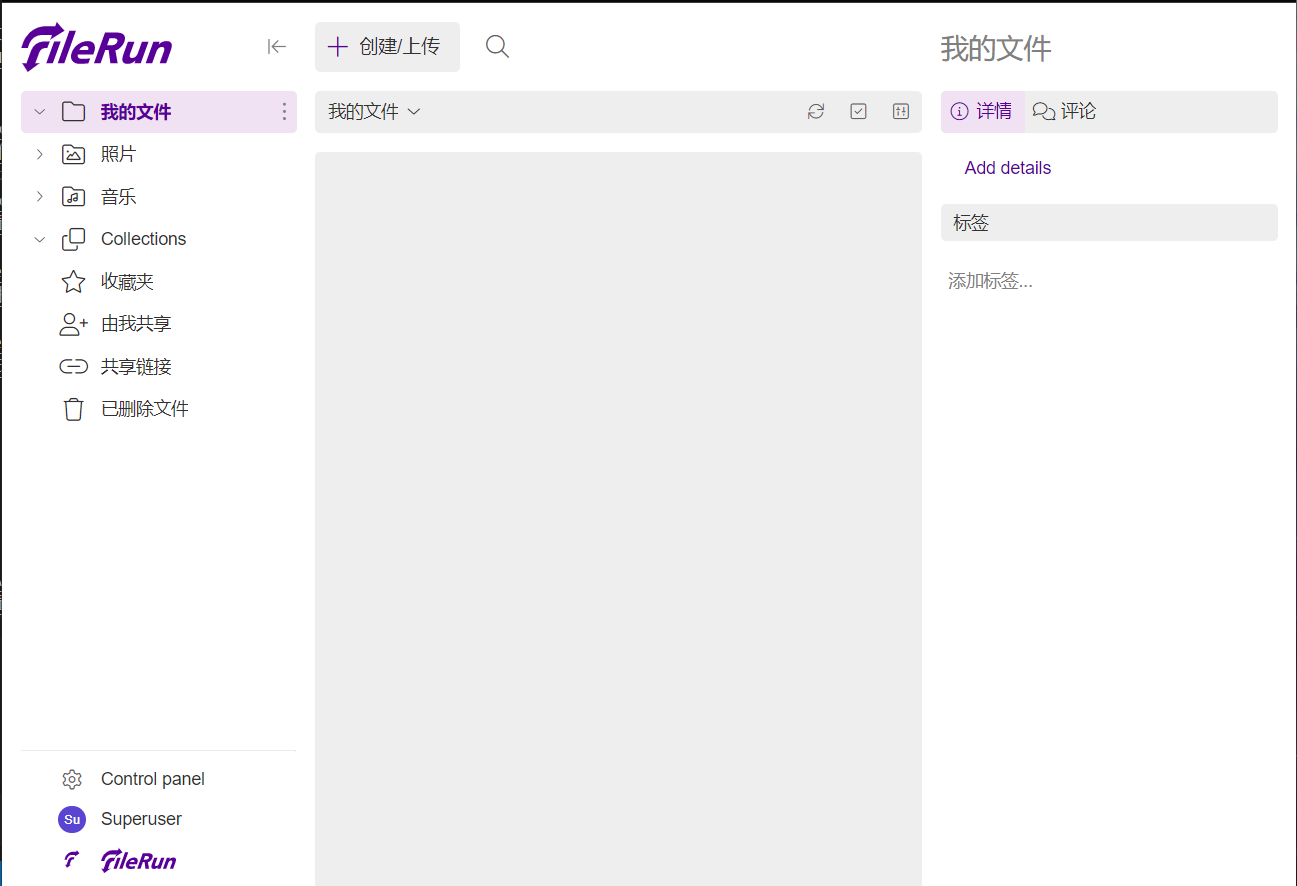 FileRun
我的文件
照片
音乐
Collections
收藏夹
由我共享
共享链接
已删除文件
Control panel
Su Superuser
FileRun
创建/上传
我的文件
我的文件
详情 评论
Add details
标签
添加标签...